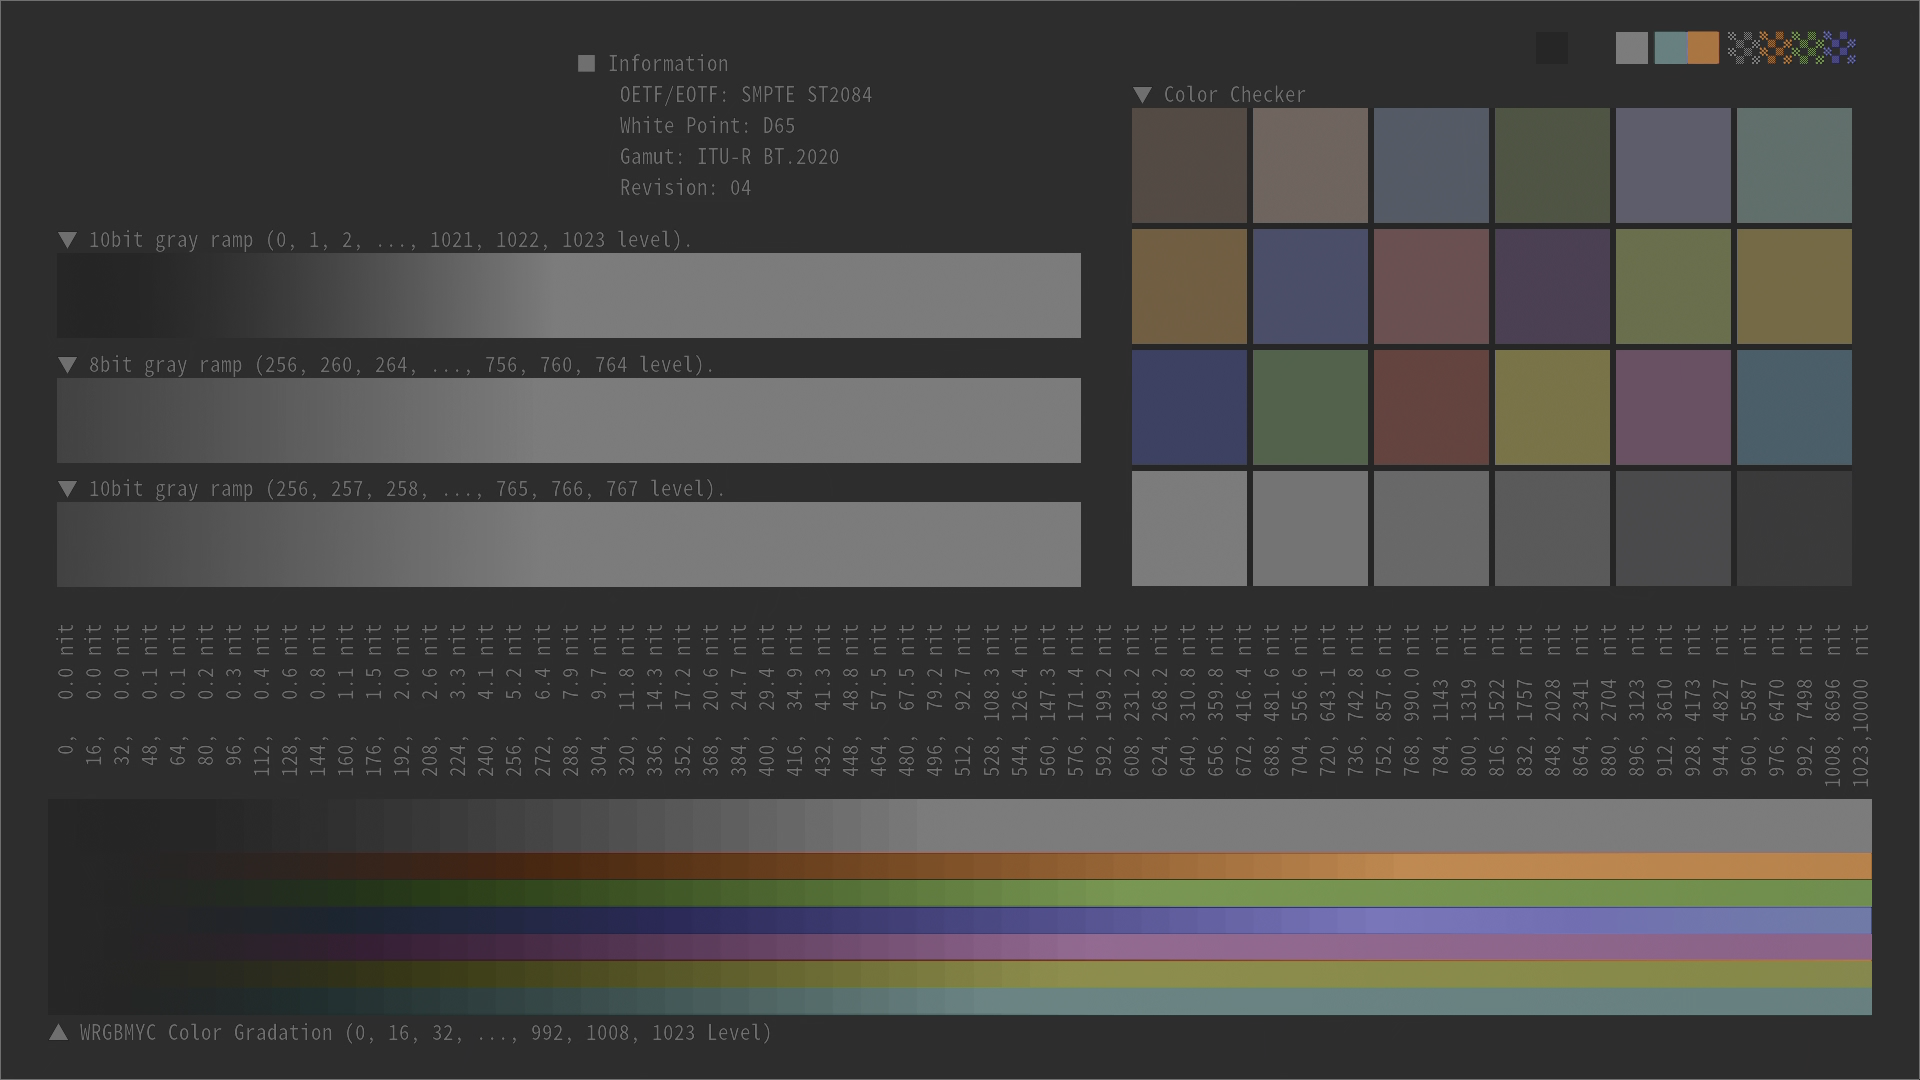 Information
OETF/EOTF: SMPTE ST2084
White Point: D65
Gamut: ITU-R BT.2020
Revision: 04
▼ Color Checker
▼ 10bit gray ramp (0, 1, 2, ..., 1021, 1022, 1023 level).
▼ 8bit gray ramp (256, 260, 264, ..., 756, 760, 764 level).
▼ 10bit gray ramp (256, 257, 258, ..., 765, 766, 767 level).
0, 0.0 nit
16, 0.0 nit
32, 0.0 nit
48, 0.1 nit
64, 0.1 nit
80, 0.2 nit
96, 0.3 nit
112, 0.4 nit
128, 0.6 nit
144, 0.8 nit
160, 1.1 nit
176, 1.5 nit
192, 2.0 nit
208, 2.6 nit
224, 3.3 nit
240, 4.1 nit
256, 5.2 nit
272, 6.4 nit
288, 7.9 nit
304, 9.7 nit
320, 11.8 nit
336, 14.3 nit
352, 17.2 nit
368, 20.6 nit
384, 24.7 nit
400, 29.4 nit
416, 34.9 nit
432, 41.3 nit
448, 48.8 nit
464, 57.5 nit
480, 67.5 nit
496, 79.2 nit
512, 92.7 nit
528, 108.3 nit
544, 126.4 nit
560, 147.3 nit
576, 171.4 nit
592, 199.2 nit
608, 231.2 nit
624, 268.2 nit
640, 310.8 nit
656, 359.8 nit
672, 416.4 nit
688, 481.6 nit
704, 556.6 nit
720, 643.1 nit
736, 742.8 nit
752, 857.6 nit
768, 990.0 nit
784, 1143 nit
800, 1319 nit
816, 1522 nit
832, 1757 nit
848, 2028 nit
864, 2341 nit
880, 2704 nit
896, 3123 nit
912, 3610 nit
928, 4173 nit
944, 4827 nit
960, 5587 nit
976, 6470 nit
992, 7498 nit
1008, 8696 nit
1023,10000 nit
▲ WRGBMYC Color Gradation (0, 16, 32, ..., 992, 1008, 1023 Level)